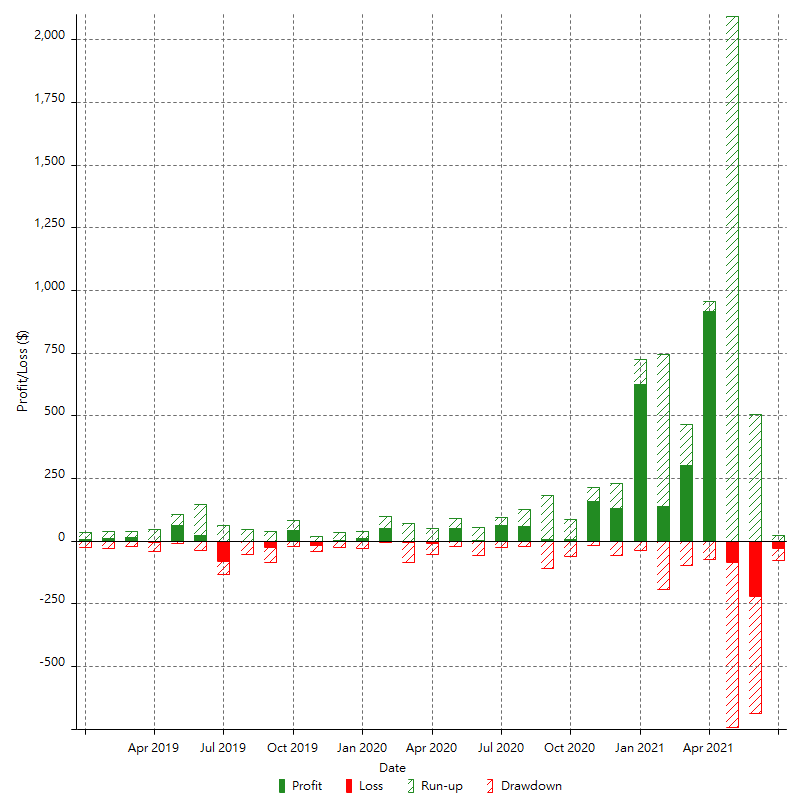 2,000
1,750
1,500
1,250
1,000
750
500
250
0
-250
-500
Profit/Loss ($)
Apr 2019 Jul 2019 Oct 2019 Jan 2020 Apr 2020 Jul 2020 Oct 2020 Jan 2021 Apr 2021
Date
Profit Loss Run-up Drawdown